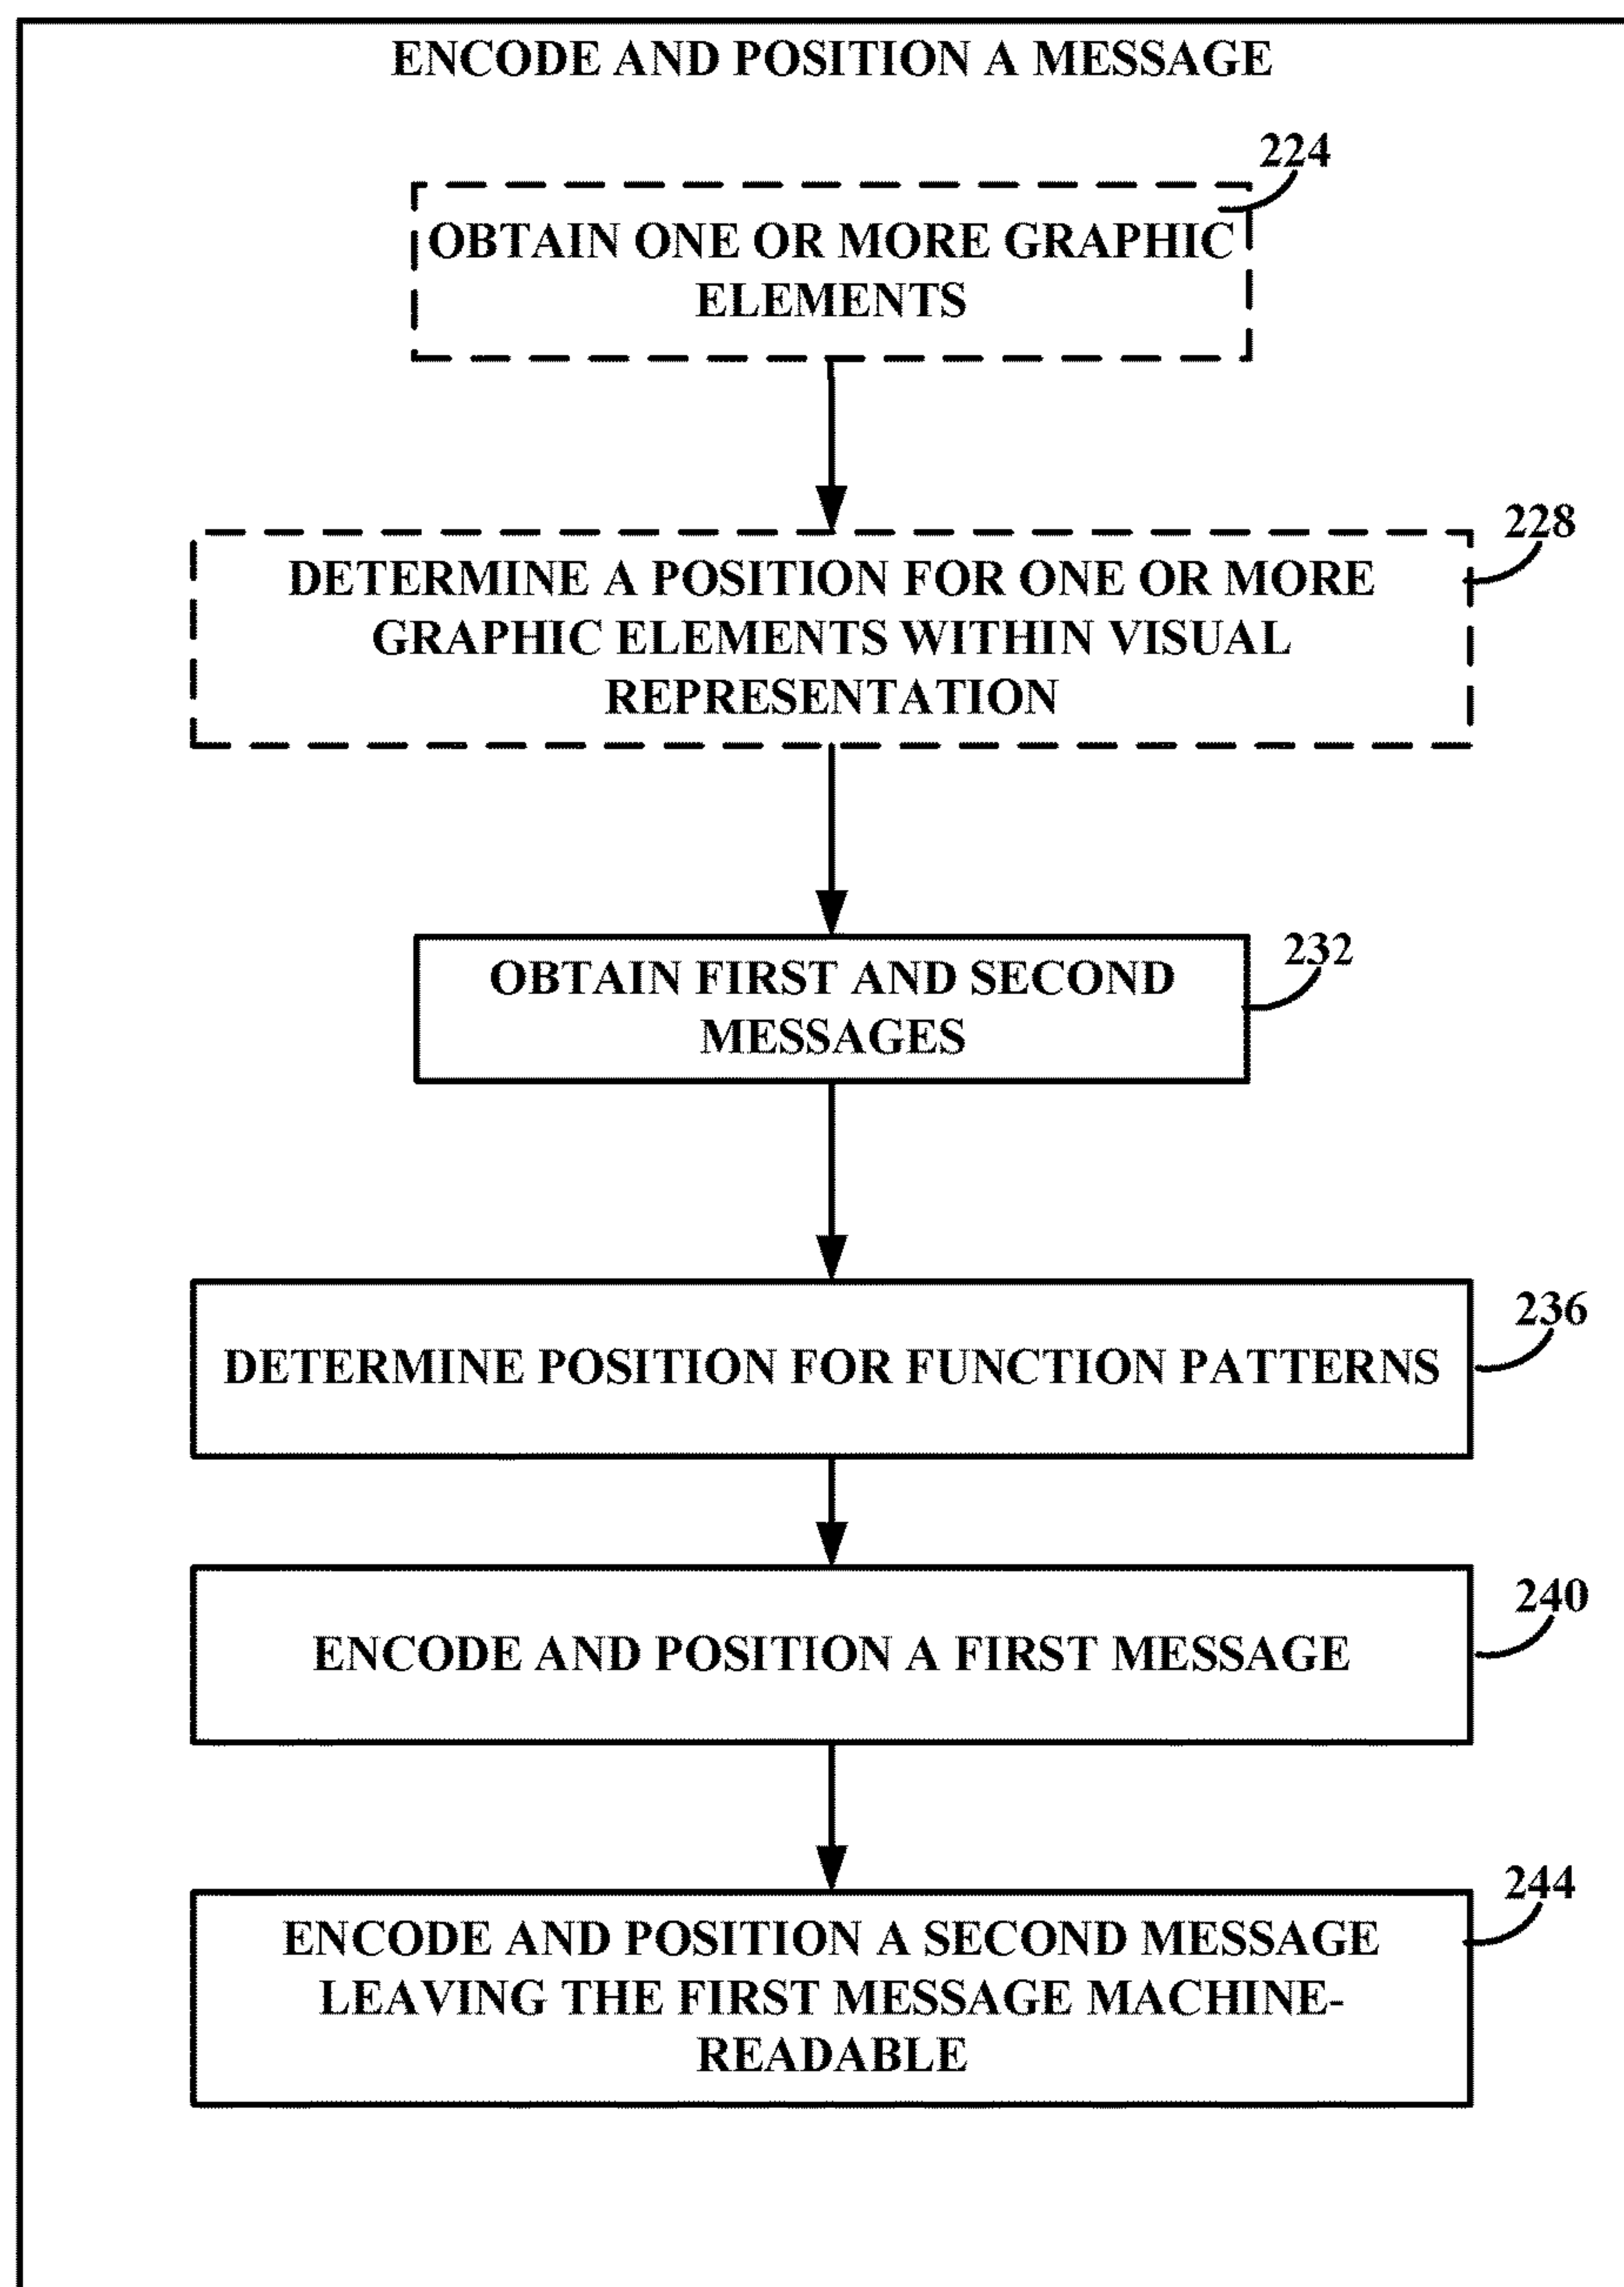 ENCODE AND POSITION A MESSAGE
224
OBTAIN ONE OR MORE GRAPHIC
ELEMENTS
228
DETERMINE A POSITION FOR ONE OR MORE
GRAPHIC ELEMENTS WITHIN VISUAL
REPRESENTATION
232
OBTAIN FIRST AND SECOND
MESSAGES
236
DETERMINE POSITION FOR FUNCTION PATTERNS
240
ENCODE AND POSITION A FIRST MESSAGE
244
ENCODE AND POSITION A SECOND MESSAGE
LEAVING THE FIRST MESSAGE MACHINE-
READABLE